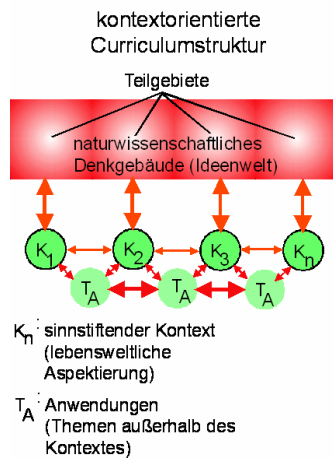 kontextorientierte
Curriculumstruktur
Teilgebiete
naturwissenschaftliches
Denkgebäude (Ideenwelt)
K1 K2 K3 Kn
TA TA TA
Kn: sinnstiftender Kontext
(lebensweltliche
Aspektierung)
TA: Anwendungen
(Themen außerhalb des
Kontextes)